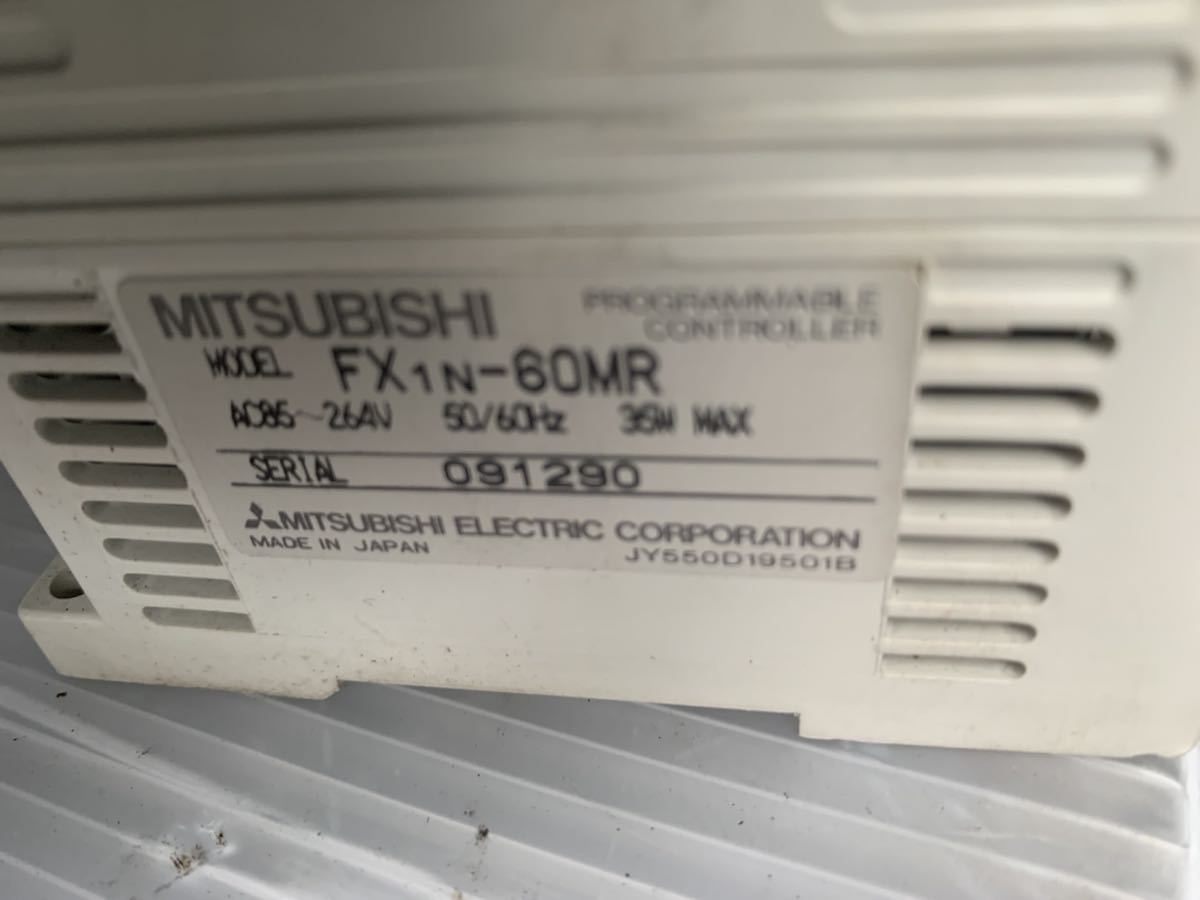 MITSUBISHI
PROGRAMMABLE
CONTROLLER
MODEL FX1N-60MR
AC85~264V 50/60Hz 35W MAX
SERIAL 091290
MITSUBISHI ELECTRIC CORPORATION
MADE IN JAPAN
JY550D19501B